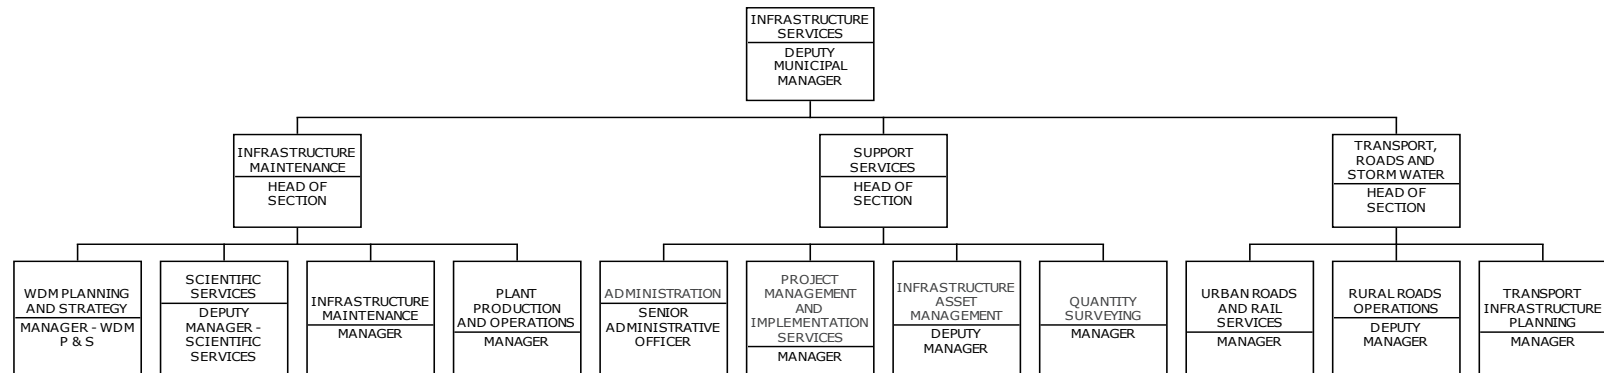 INFRASTRUCTURE
SERVICES
DEPUTY
MUNICIPAL
MANAGER
INFRASTRUCTURE
MAINTENANCE
HEAD OF
SECTION
SUPPORT
SERVICES
HEAD OF
SECTION
TRANSPORT,
ROADS AND
STORM WATER
HEAD OF
SECTION
WDM PLANNING
AND STRATEGY
MANAGER - WDM
P & S
SCIENTIFIC
SERVICES
DEPUTY
MANAGER -
SCIENTIFIC
SERVICES
INFRASTRUCTURE
MAINTENANCE
MANAGER
PLANT
PRODUCTION
AND OPERATIONS
MANAGER
ADMINISTRATION
SENIOR
ADMINISTRATIVE
OFFICER
PROJECT
MANAGEMENT
AND
IMPLEMENTATION
SERVICES
MANAGER
INFRASTRUCTURE
ASSET
MANAGEMENT
DEPUTY
MANAGER
QUANTITY
SURVEYING
MANAGER
URBAN ROADS
AND RAIL
SERVICES
MANAGER
RURAL ROADS
OPERATIONS
DEPUTY
MANAGER
TRANSPORT
INFRASTRUCTURE
PLANNING
MANAGER